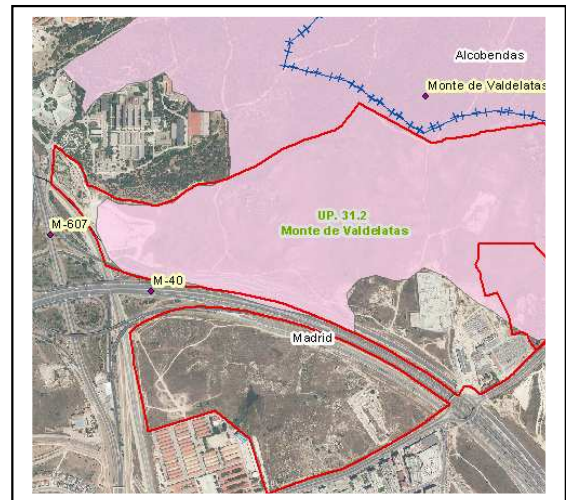 Alcobendas
Monte de Valdelatas
UP. 31.2
Monte de Valdelatas
M-607
M-40
Madrid